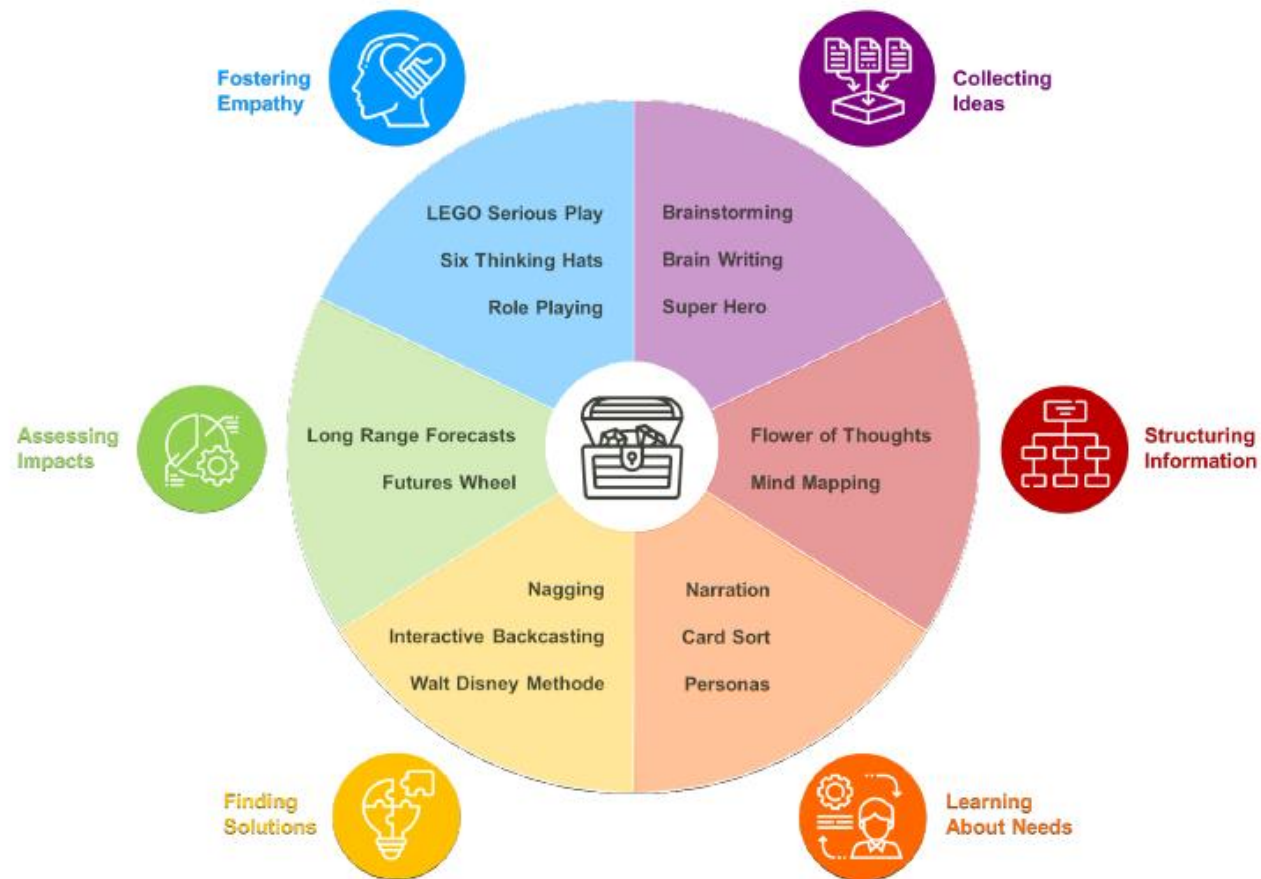 Fostering
Empathy
Collecting
Ideas
LEGO Serious Play
Six Thinking Hats
Role Playing
Brainstorming
Brain Writing
Super Hero
Assessing
Impacts
Long Range Forecasts
Futures Wheel
Flower of Thoughts
Mind Mapping
Structuring
Information
Nagging
Interactive Backcasting
Walt Disney Methode
Narration
Card Sort
Personas
Finding
Solutions
Learning
About Needs